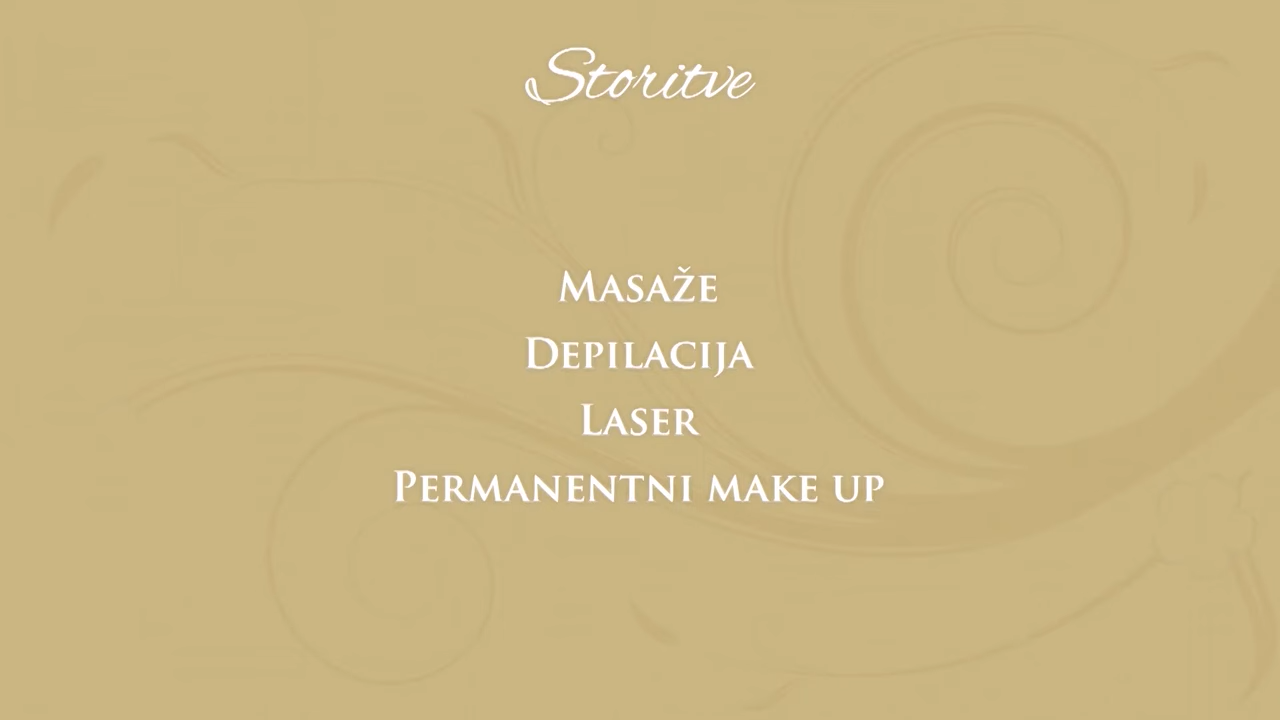 Storitve
Masaže
Depilacija
Laser
Permanentni make up